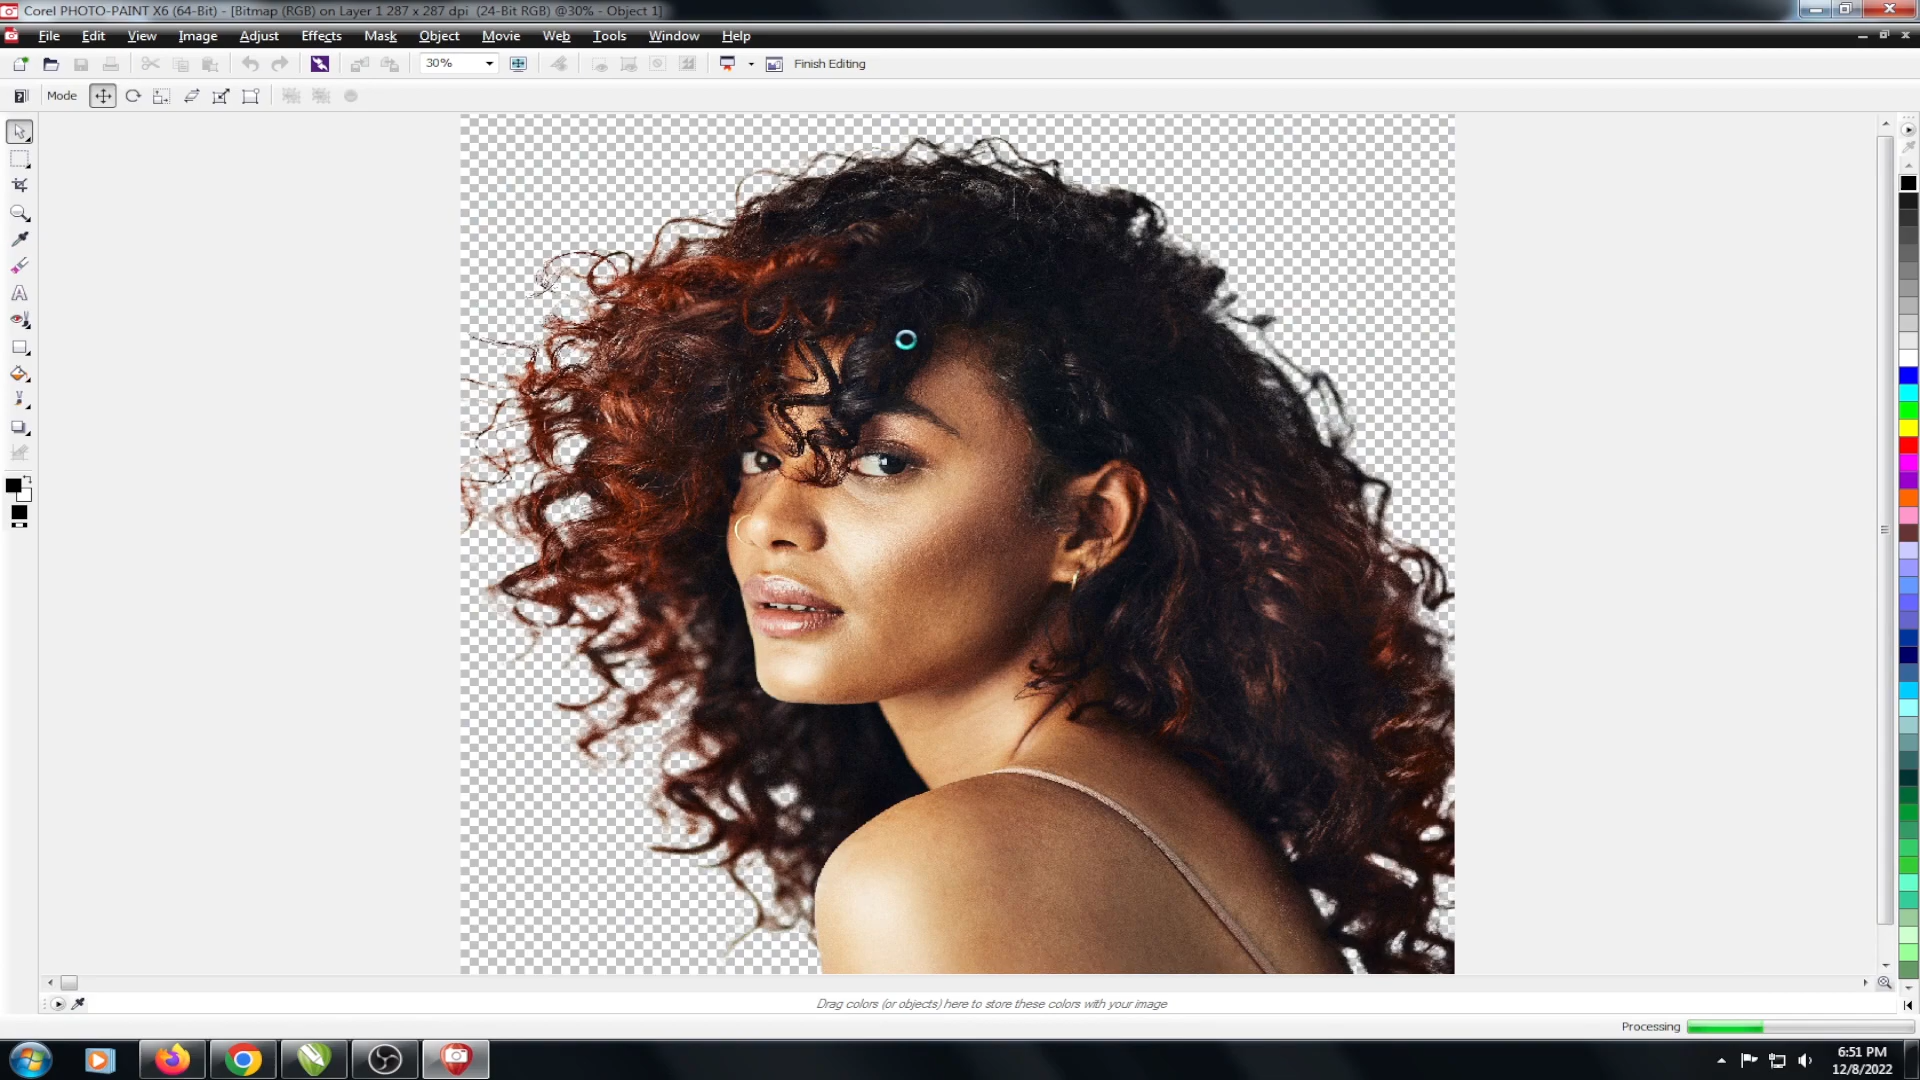 Corel PHOTO-PAINT X6 (64-Bit) - [Bitmap (RGB) on Layer 1 287 x 287 dpi  (24-Bit RGB) @30% - Object 1]
File Edit View Image Adjust Effects Mask Object Movie Web Tools Window Help
30% Finish Editing
Mode
Drag colors (or objects) here to store these colors with your image
Processing
6:51 PM
12/8/2022